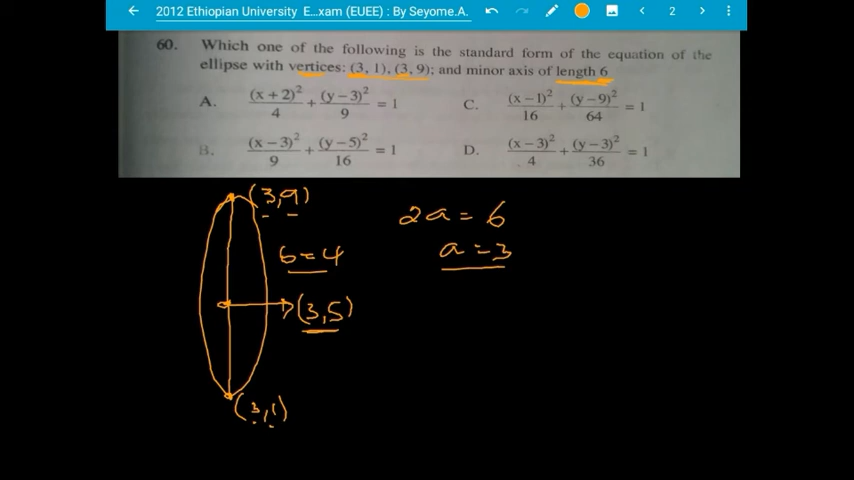 2012 Ethiopian University E...xam (EUEE) : By Seyome.A.
2
60. Which one of the following is the standard form of the equation of the
ellipse with vertices: (3, 1), (3, 9); and minor axis of length 6
A. (x + 2)²/4 + (y − 3)²/9 = 1
C. (x − 1)²/16 + (y − 9)²/64 = 1
B. (x − 3)²/9 + (y − 5)²/16 = 1
D. (x − 3)²/4 + (y − 3)²/36 = 1
(3,9)
2a = 6
b = 4
a = 3
(3,5)
(3,1)